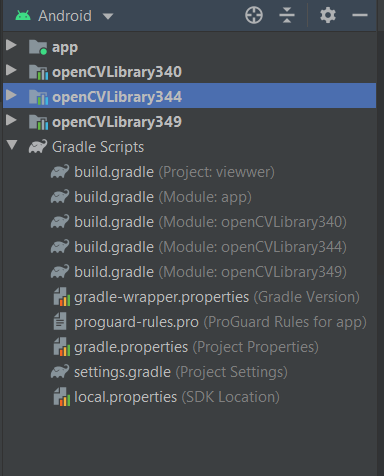 Android
app
openCVLibrary340
openCVLibrary344
openCVLibrary349
Gradle Scripts
build.gradle (Project: viewwer)
build.gradle (Module: app)
build.gradle (Module: openCVLibrary340)
build.gradle (Module: openCVLibrary344)
build.gradle (Module: openCVLibrary349)
gradle-wrapper.properties (Gradle Version)
proguard-rules.pro (ProGuard Rules for app)
gradle.properties (Project Properties)
settings.gradle (Project Settings)
local.properties (SDK Location)